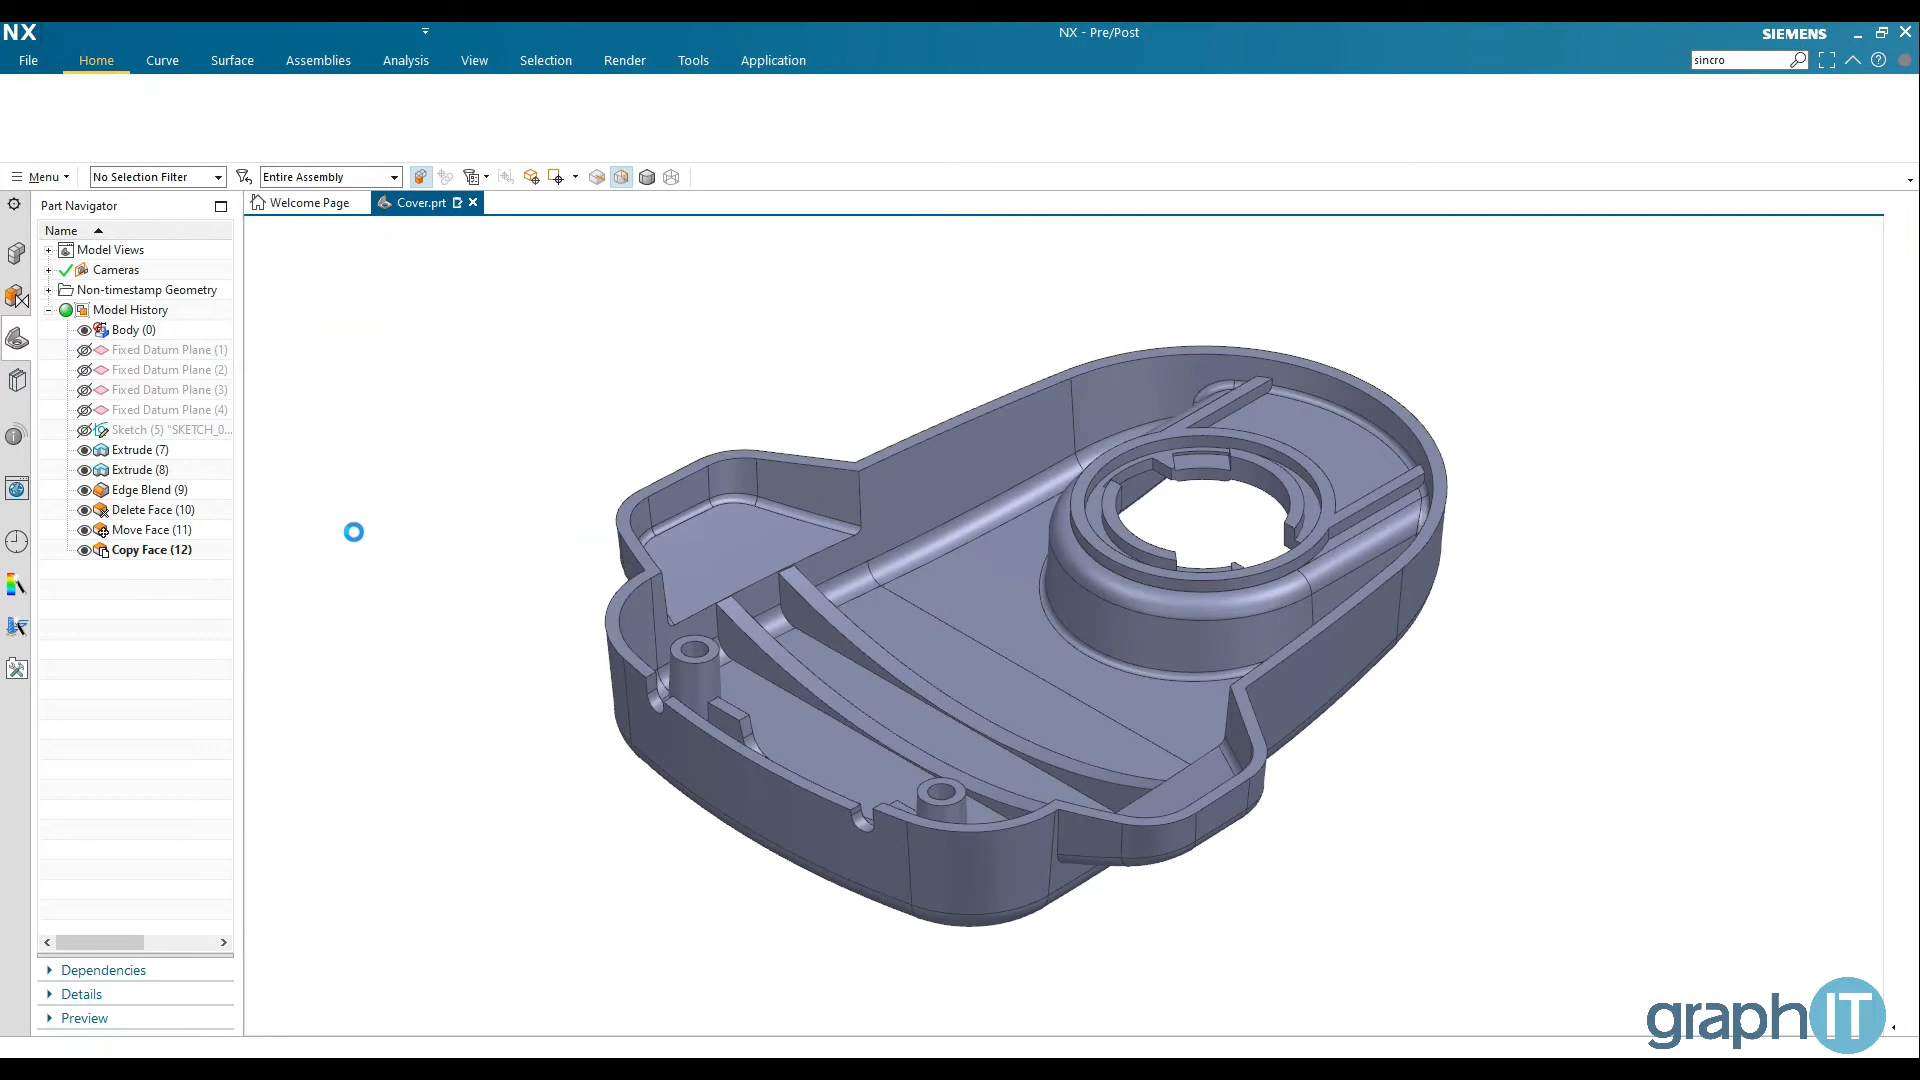 NX
NX - Pre/Post
SIEMENS
File
Home
Curve
Surface
Assemblies
Analysis
View
Selection
Render
Tools
Application
sincro
Menu
No Selection Filter
Entire Assembly
Part Navigator
Welcome Page
Cover.prt
Name
Model Views
Cameras
Non-timestamp Geometry
Model History
Body (0)
Fixed Datum Plane (1)
Fixed Datum Plane (2)
Fixed Datum Plane (3)
Fixed Datum Plane (4)
Sketch (5) "SKETCH_0...
Extrude (7)
Extrude (8)
Edge Blend (9)
Delete Face (10)
Move Face (11)
Copy Face (12)
Dependencies
Details
Preview
graphIT